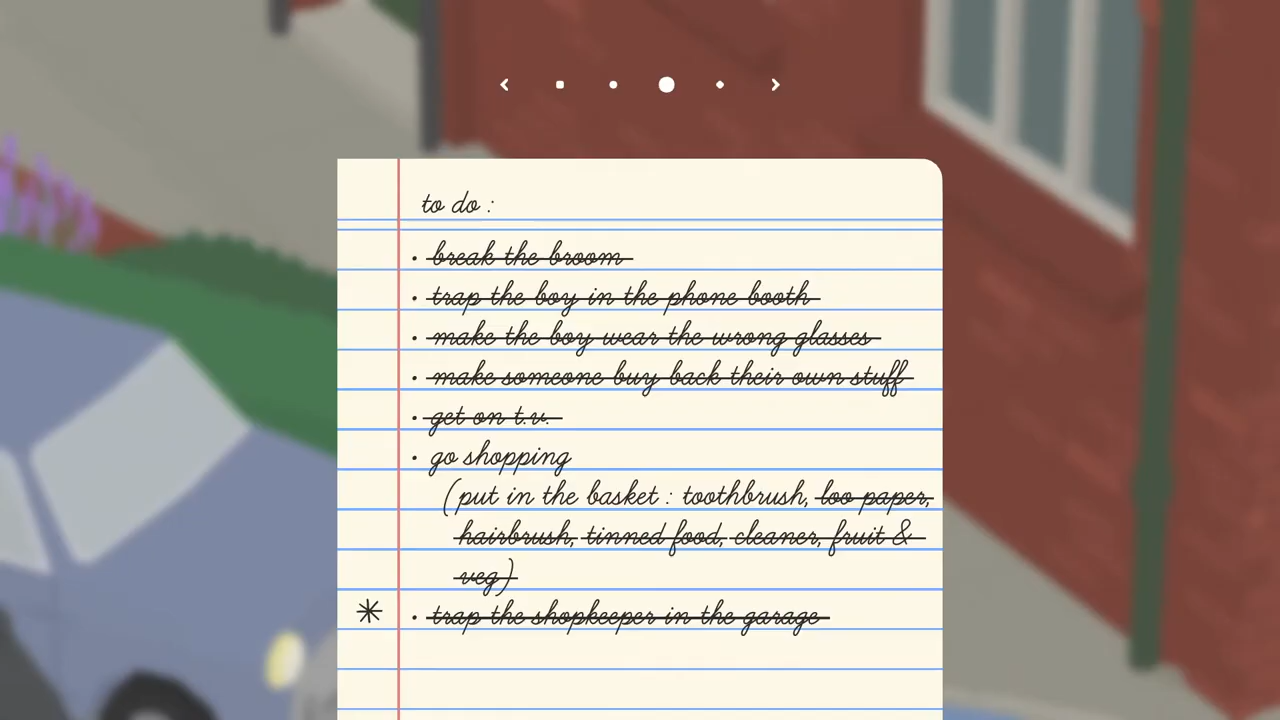 to do :
• break the broom
• trap the boy in the phone booth
• make the boy wear the wrong glasses
• make someone buy back their own stuff
• get on t.v.
• go shopping
(put in the basket : toothbrush, loo paper,
hairbrush, tinned food, cleaner, fruit &
veg)
* • trap the shopkeeper in the garage